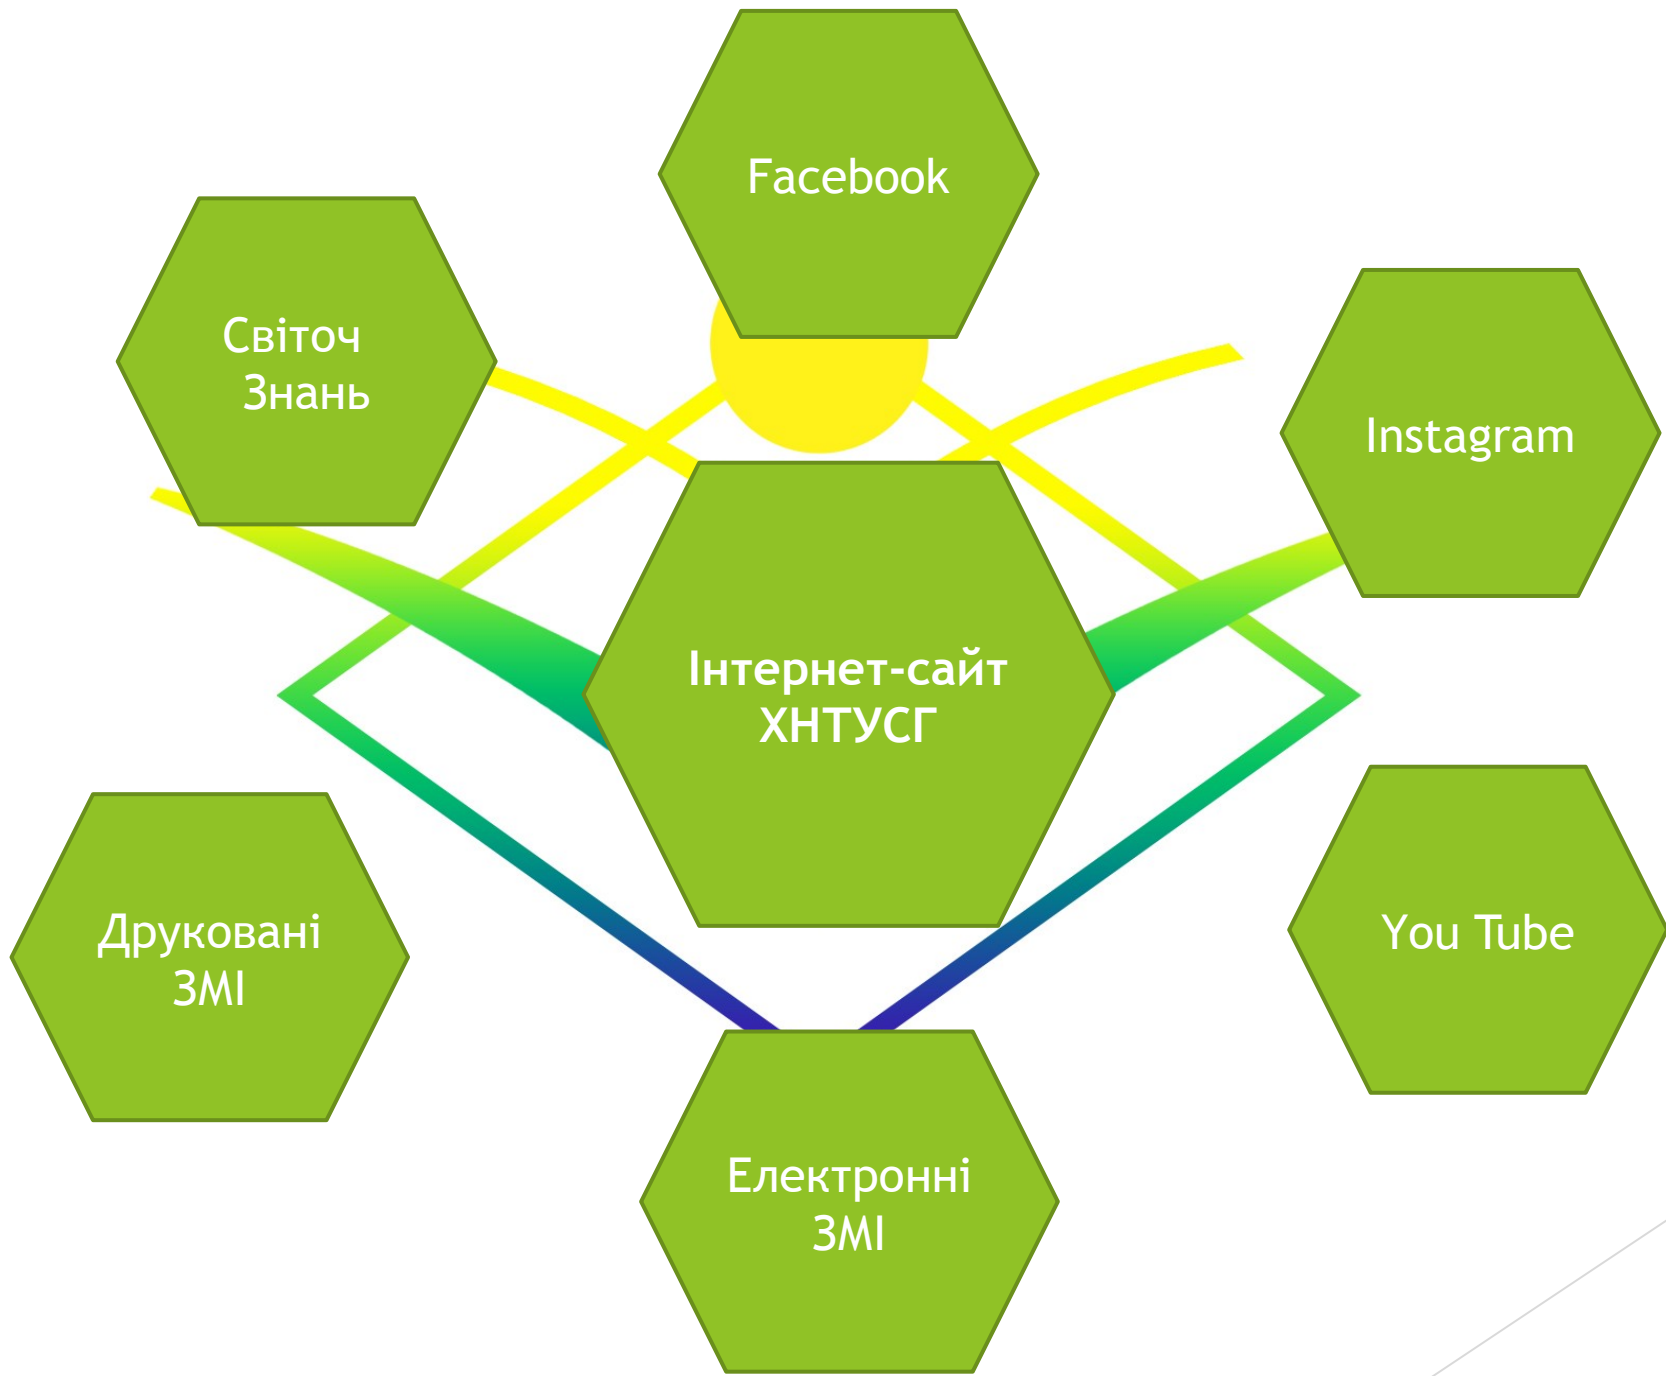 Facebook
Світоч
Знань
Instagram
Інтернет-сайт
ХНТУСГ
Друковані
ЗМІ
You Tube
Електронні
ЗМІ